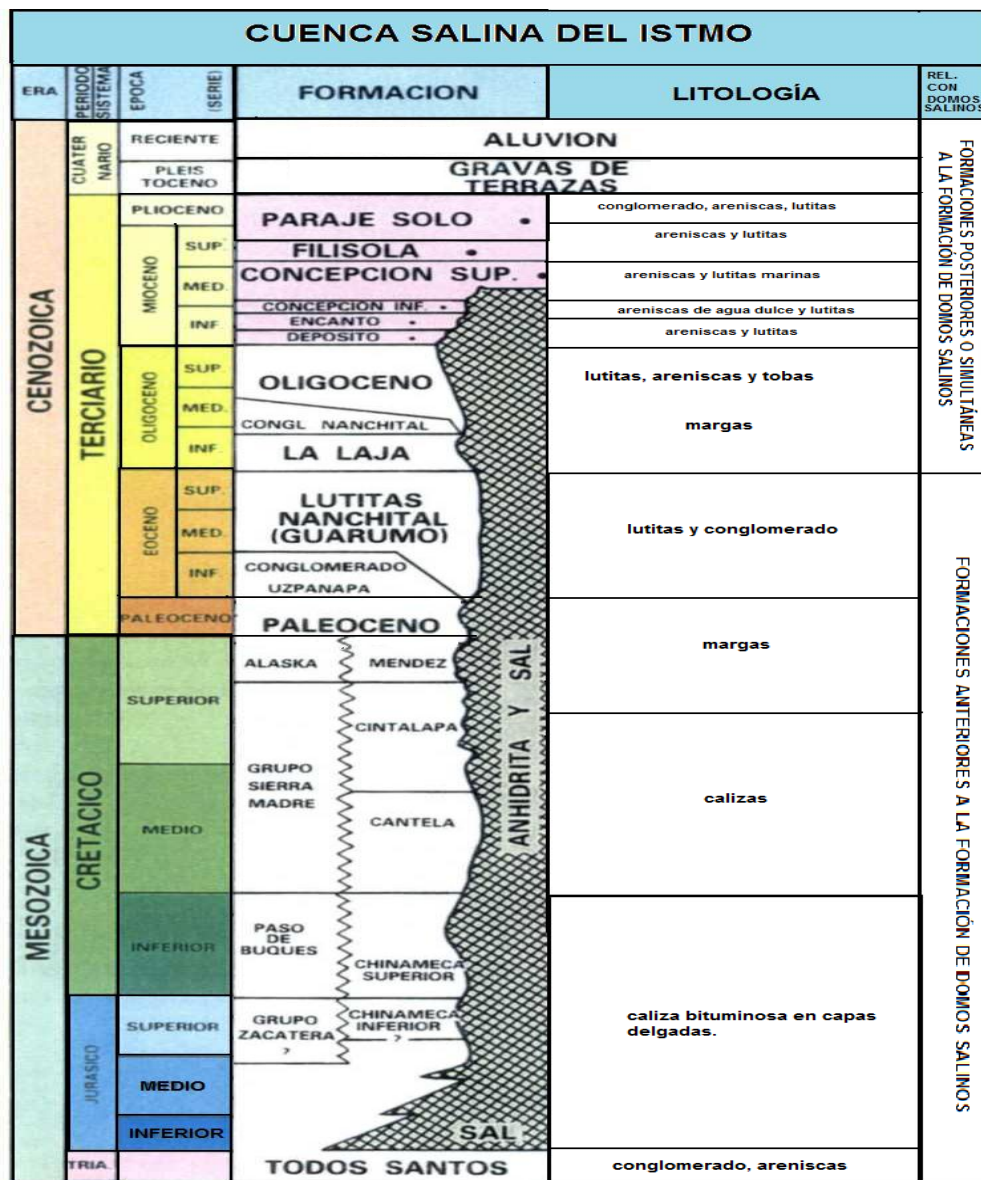 CUENCA SALINA DEL ISTMO
ERA
PERIODO
SISTEMA
EPOCA
(SERIE)
FORMACION
LITOLOGÍA
REL.
CON
DOMOS
SALINOS
CENOZOICA
CUATER
NARIO
RECIENTE
ALUVION
PLEIS
TOCENO
GRAVAS DE
TERRAZAS
TERCIARIO
PLIOCENO
PARAJE SOLO
conglomerado, areniscas, lutitas
MIOCENO
SUP.
FILISOLA
areniscas y lutitas
MED.
CONCEPCION SUP.
areniscas y lutitas marinas
CONCEPCION INF.
areniscas de agua dulce y lutitas
INF.
ENCANTO
areniscas y lutitas
DEPOSITO
OLIGOCENO
SUP.
OLIGOCENO
lutitas, areniscas y tobas
MED.
CONGL NANCHITAL
margas
INF.
LA LAJA
FORMACIONES POSTERIORES O SIMULTÁNEAS
A LA FORMACIÓN DE DOMOS SALINOS
EOCENO
SUP.
LUTITAS
NANCHITAL
(GUARUMO)
lutitas y conglomerado
MED.
INF.
CONGLOMERADO
UZPANAPA
PALEOCENO
PALEOCENO
margas
MESOZOICA
CRETACICO
SUPERIOR
ALASKA
MENDEZ
CINTALAPA
GRUPO
SIERRA
MADRE
ANHIDRITA Y SAL
calizas
MEDIO
CANTELA
INFERIOR
PASO
DE
BUQUES
CHINAMECA
SUPERIOR
FORMACIONES ANTERIORES A LA FORMACIÓN DE DOMOS SALINOS
JURASICO
SUPERIOR
GRUPO
ZACATERA
?
CHINAMECA
INFERIOR
?
caliza bituminosa en capas
delgadas.
MEDIO
INFERIOR
SAL
TRIA.
TODOS SANTOS
conglomerado, areniscas